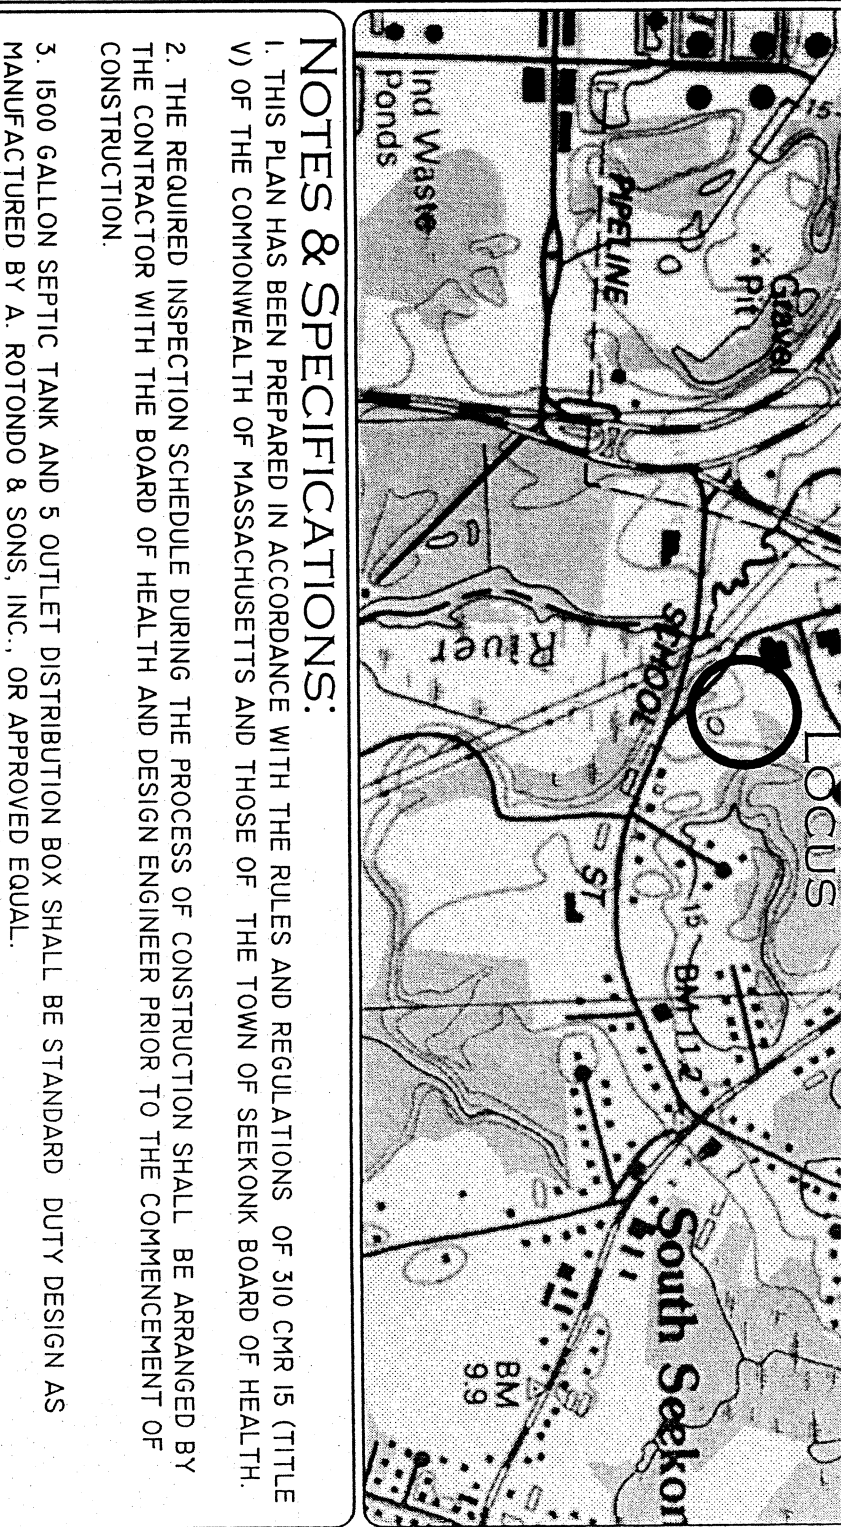 15
Gravel
Pit
LOCUS
PIPELINE
Ind Waste
Ponds
SCHOOL
ST
River
15
BM 11.2
South Seekon
BM
9.9
NOTES & SPECIFICATIONS:
1. THIS PLAN HAS BEEN PREPARED IN ACCORDANCE WITH THE RULES AND REGULATIONS OF 310 CMR 15 (TITLE
V) OF THE COMMONWEALTH OF MASSACHUSETTS AND THOSE OF THE TOWN OF SEEKONK BOARD OF HEALTH.
2. THE REQUIRED INSPECTION SCHEDULE DURING THE PROCESS OF CONSTRUCTION SHALL BE ARRANGED BY
THE CONTRACTOR WITH THE BOARD OF HEALTH AND DESIGN ENGINEER PRIOR TO THE COMMENCEMENT OF
CONSTRUCTION.
3. 1500 GALLON SEPTIC TANK AND 5 OUTLET DISTRIBUTION BOX SHALL BE STANDARD DUTY DESIGN AS
MANUFACTURED BY A. ROTONDO & SONS, INC., OR APPROVED EQUAL.